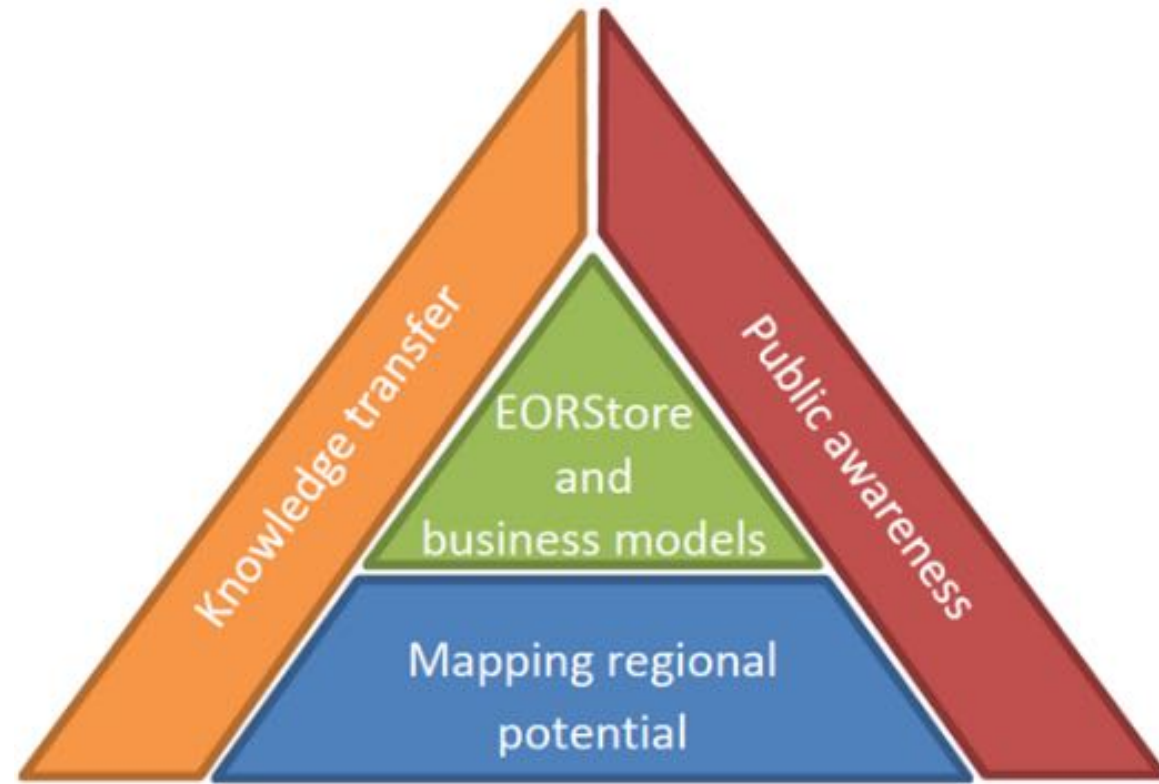 Knowledge transfer
Public awareness
EORStore
and
business models
Mapping regional
potential